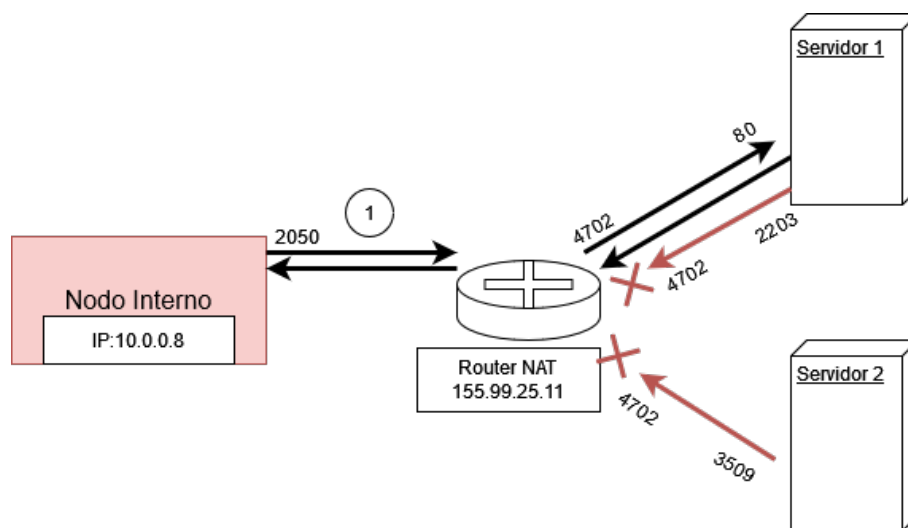 Servidor 1
80
1
4702
2050
2203
4702
Nodo Interno
IP:10.0.0.8
Router NAT
155.99.25.11
Servidor 2
4702
3509